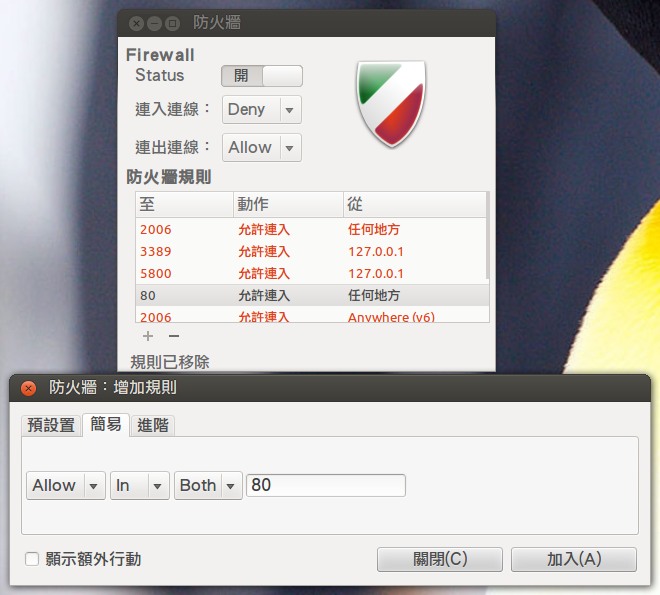 防火牆
Firewall
Status 開
連入連線： Deny
連出連線： Allow
防火牆規則
至 動作 從
2006 允許連入 任何地方
3389 允許連入 127.0.0.1
5800 允許連入 127.0.0.1
80 允許連入 任何地方
2006 允許連入 Anywhere (v6)
規則已移除
防火牆：增加規則
預設置 簡易 進階
Allow In Both 80
顯示額外行動 關閉(C) 加入(A)